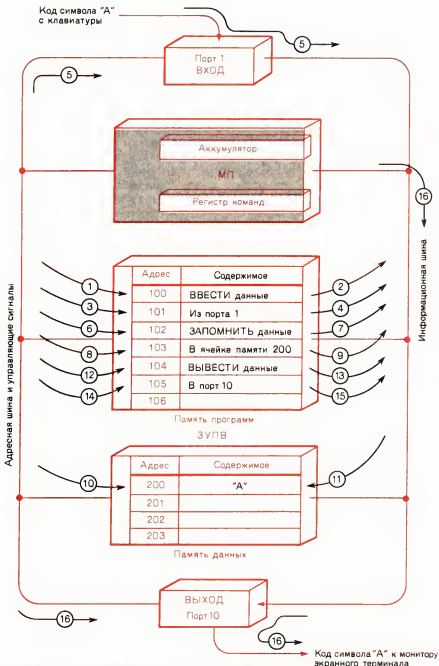 Код символа "А"
с клавиатуры
5
Порт 1
ВХОД
5
Аккумулятор
МП
Регистр команд
16
Адресная шина и управляющие сигналы
Информационная шина
Адрес Содержимое
1 100 ВВЕСТИ данные 2
3 101 Из порта 1 4
6 102 ЗАПОМНИТЬ данные 7
8 103 В ячейке памяти 200 9
12 104 ВЫВЕСТИ данные 13
14 105 В порт 10 15
106
Память программ
ЗУПВ
Адрес Содержимое
10 200 "А" 11
201
202
203
Память данных
16
ВЫХОД
Порт 10
16
Код символа "А" к монитору
экранного терминала